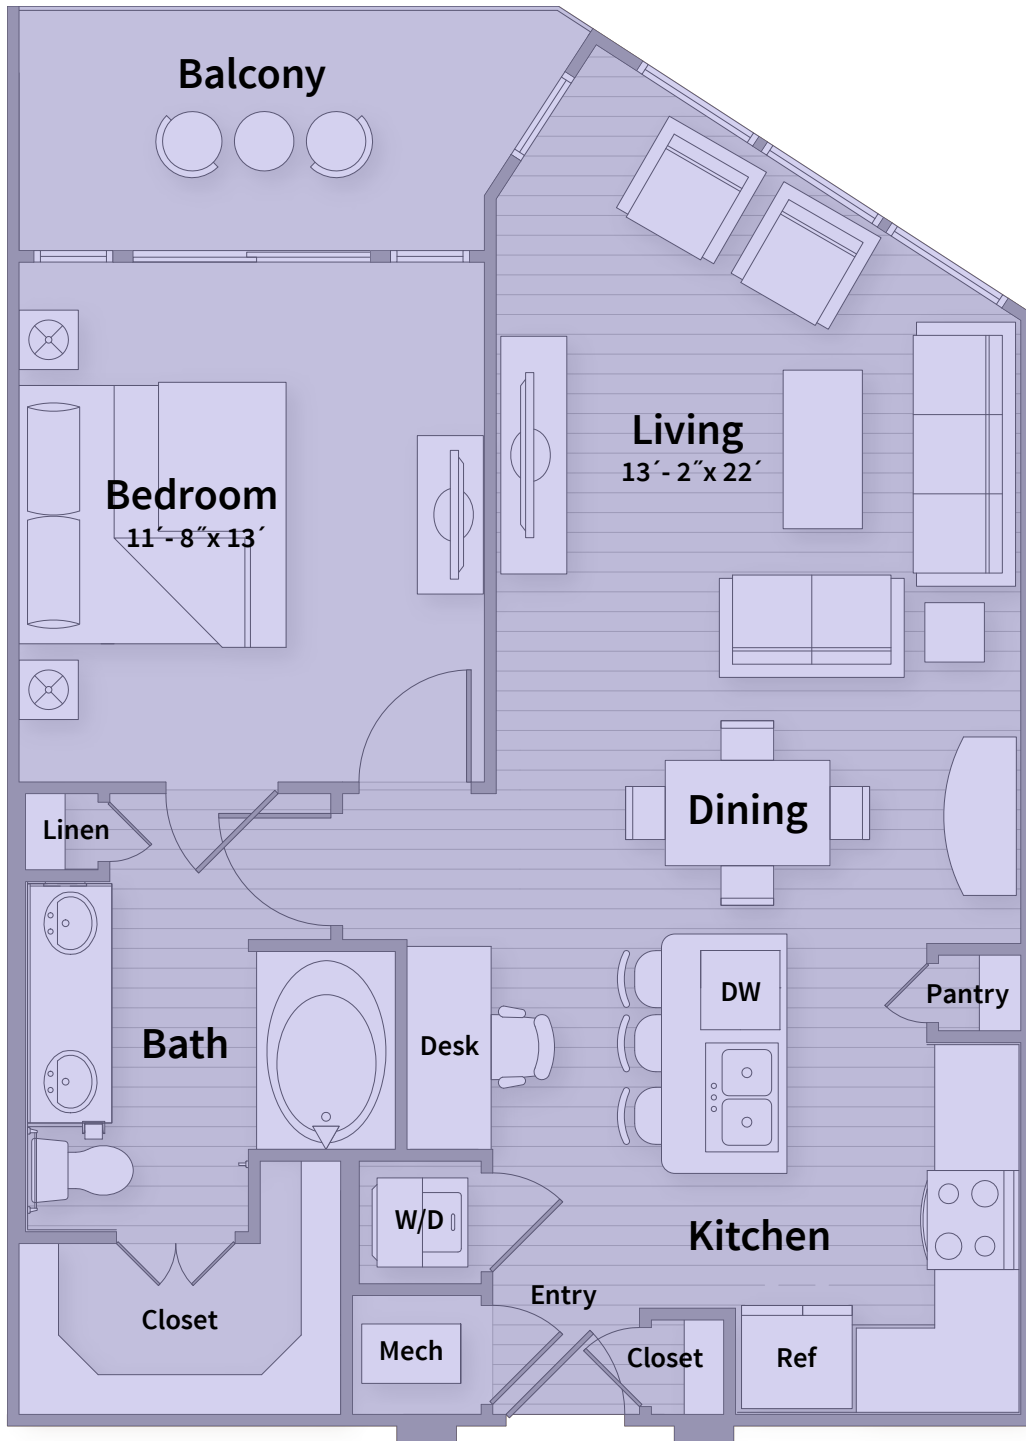 Balcony
Living
13´- 2˝x 22´
Bedroom
11´- 8˝x 13´
Linen
Dining
DW
Pantry
Bath
Desk
W/D
Kitchen
Entry
Closet
Mech
Closet
Ref